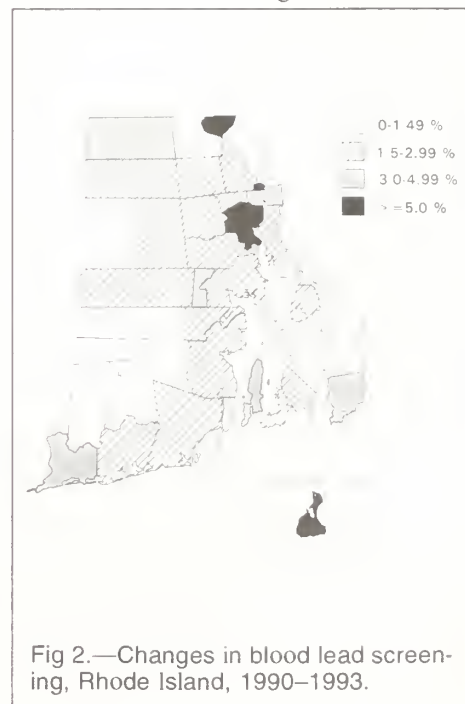 0-1 49 %
1 5-2.99 %
3 0-4.99 %
> =5.0 %
Fig 2.—Changes in blood lead screen-
ing, Rhode Island, 1990–1993.